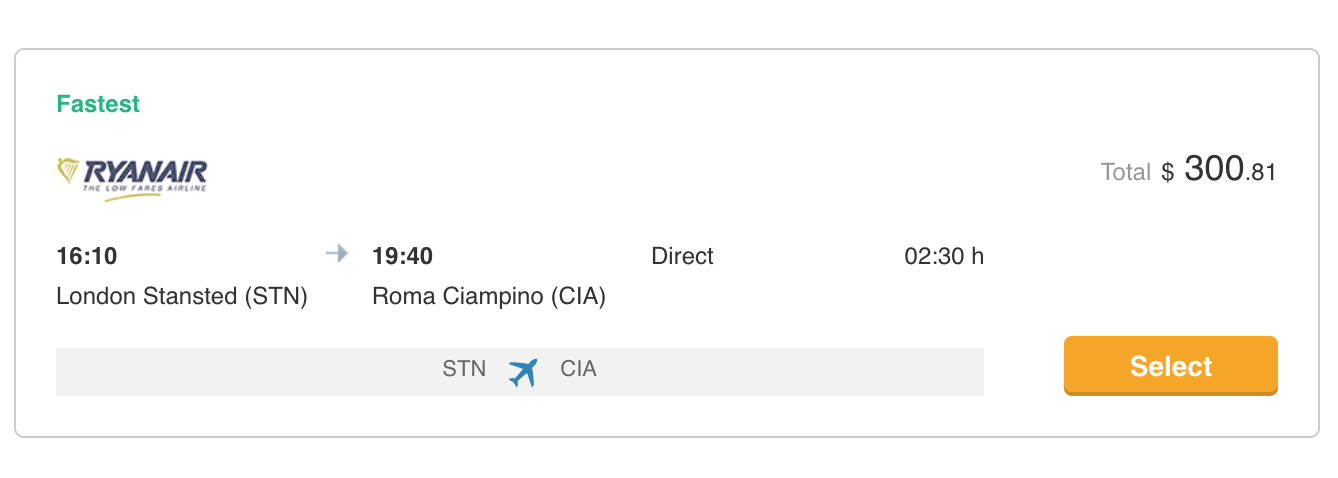 Fastest
RYANAIR
THE LOW FARES AIRLINE
Total $ 300.81
16:10 19:40 Direct 02:30 h
London Stansted (STN) Roma Ciampino (CIA)
STN CIA
Select